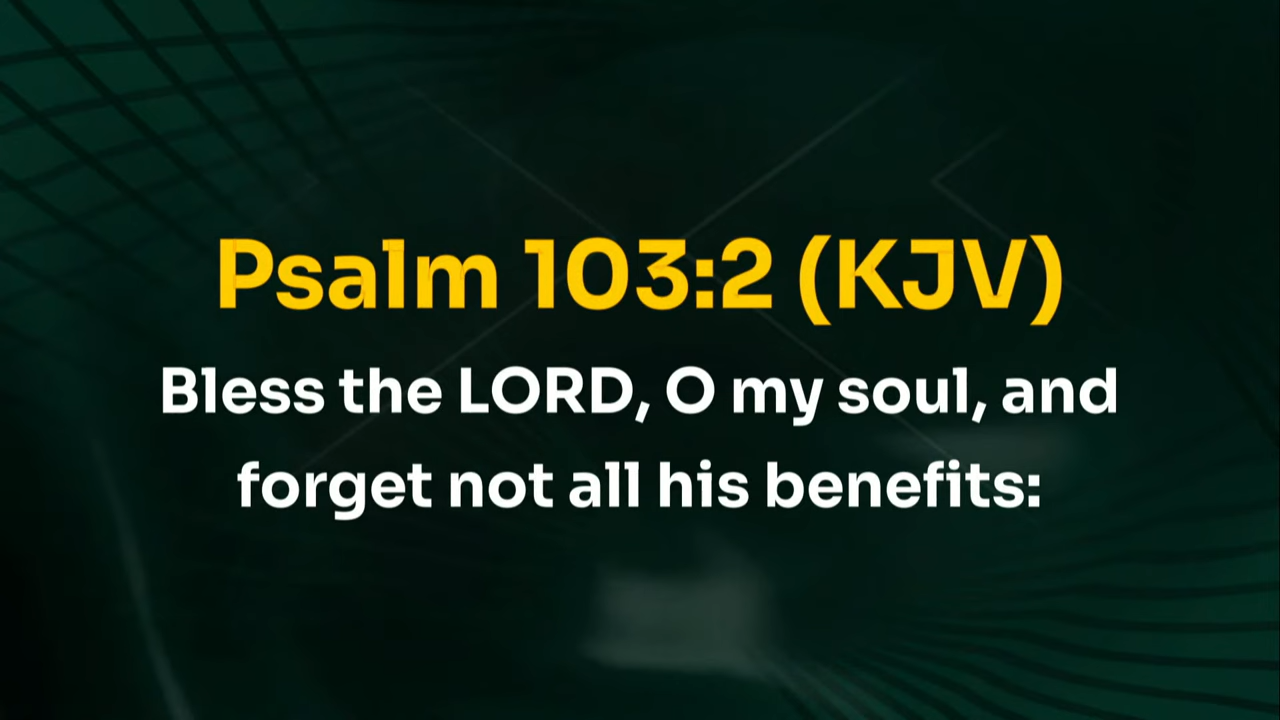 Psalm 103:2 (KJV)
Bless the LORD, O my soul, and
forget not all his benefits: